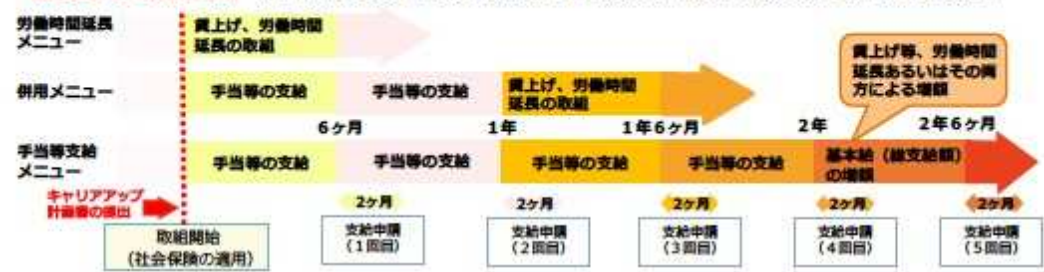 労働時間延長
メニュー
賃上げ、労働時間
延長の取組
併用メニュー
手当等の支給
手当等の支給
賃上げ、労働時間
延長の取組
賃上げ等、労働時間
延長あるいはその両
方による増額
6ヶ月
1年
1年6ヶ月
2年
2年6ヶ月
手当等支給
メニュー
手当等の支給
手当等の支給
手当等の支給
手当等の支給
基本給（総支給額）
の増額
キャリアアップ
計画書の提出
2ヶ月
2ヶ月
2ヶ月
2ヶ月
2ヶ月
取組開始
（社会保険の適用）
支給申請
（1回目）
支給申請
（2回目）
支給申請
（3回目）
支給申請
（4回目）
支給申請
（5回目）